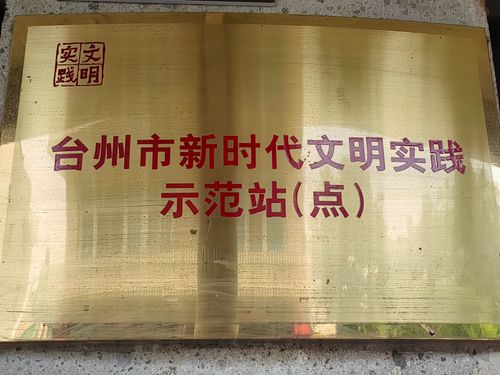 文明
实践
台州市新时代文明实践
示范站(点)